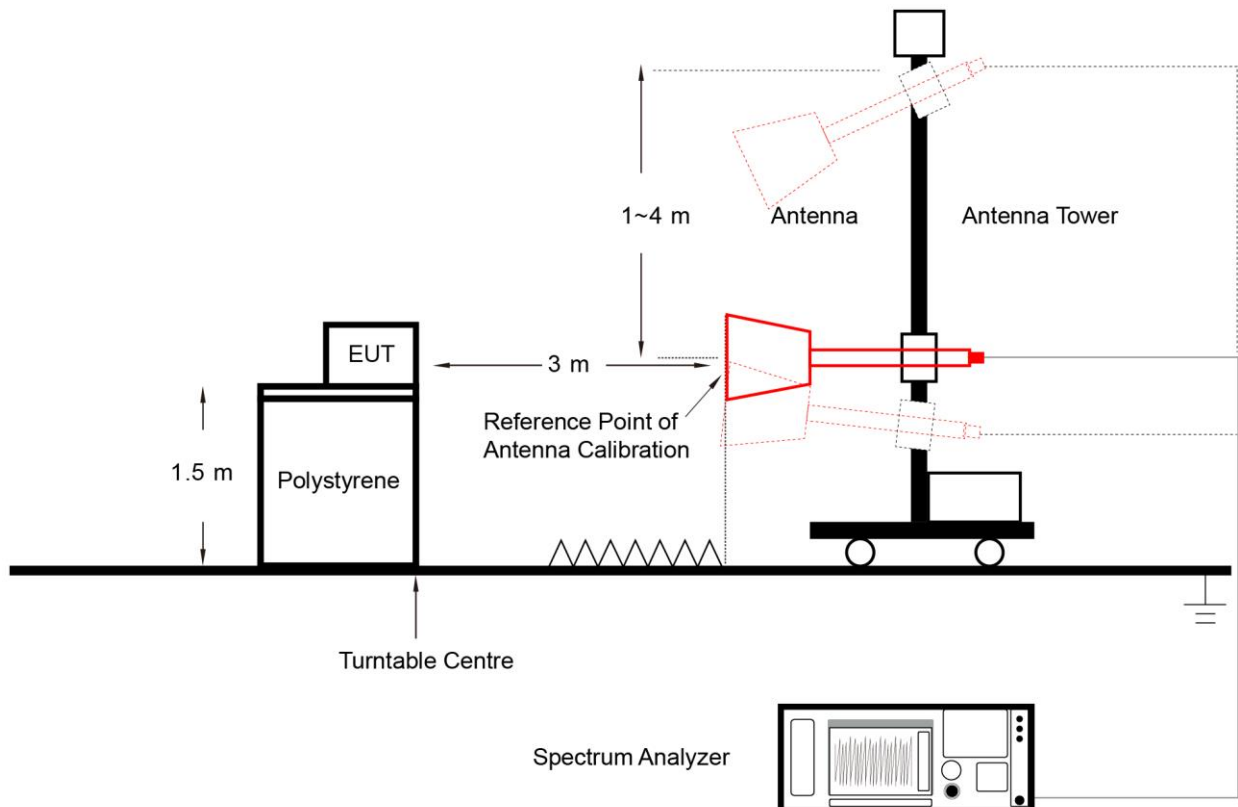 1~4 m
Antenna
Antenna Tower
EUT
3 m
Reference Point of
Antenna Calibration
1.5 m
Polystyrene
Turntable Centre
Spectrum Analyzer